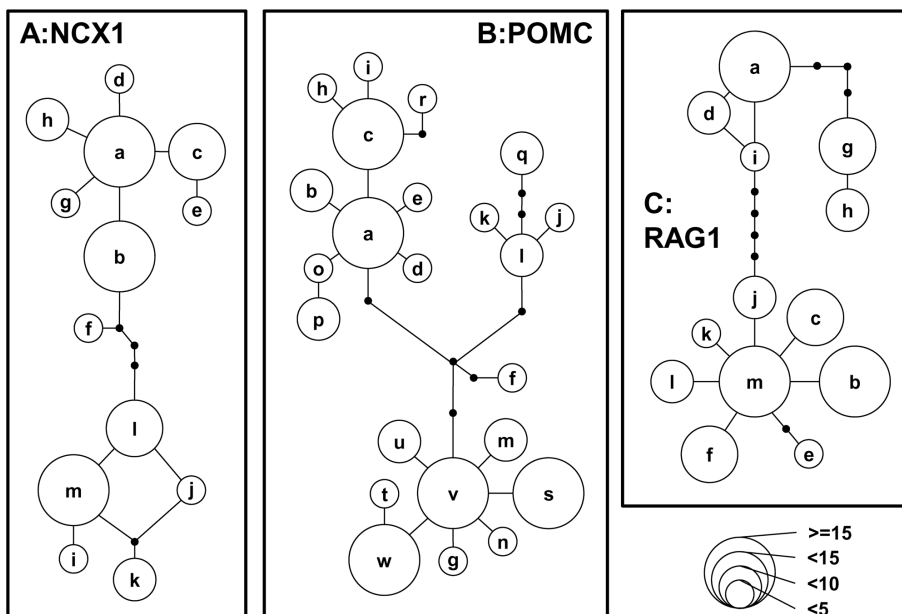 A:NCX1
d
h
a
c
g
e
b
f
l
m
j
i
k
B:POMC
i
h
r
c
q
b
e
a
k
j
l
o
d
p
f
u
m
v
s
t
n
w
g
a
d
g
i
h
C:
RAG1
j
c
k
l
m
b
f
e
>=15
<15
<10
<5